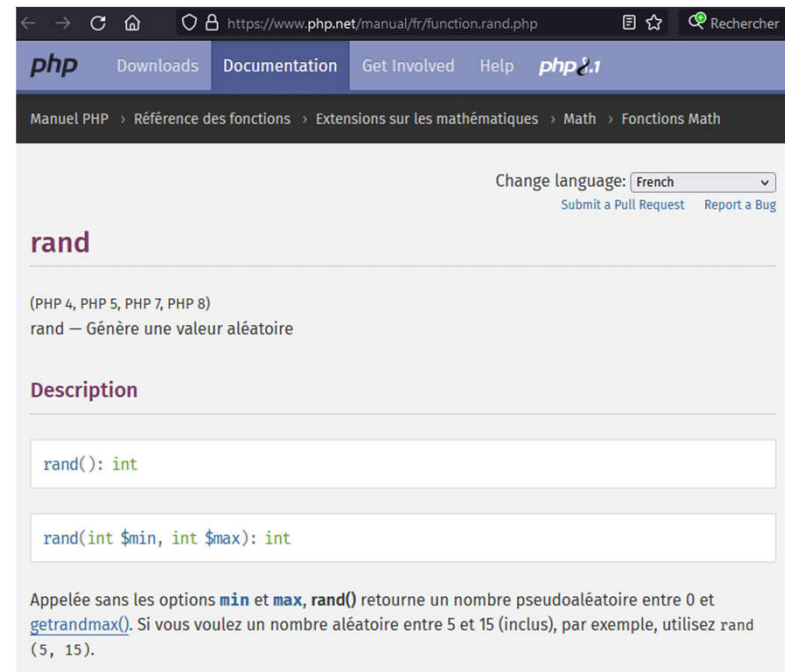 https://www.php.net/manual/fr/function.rand.php Rechercher
php Downloads Documentation Get Involved Help php8.1
Manuel PHP › Référence des fonctions › Extensions sur les mathématiques › Math › Fonctions Math
Change language: French
Submit a Pull Request Report a Bug
rand
(PHP 4, PHP 5, PHP 7, PHP 8)
rand — Génère une valeur aléatoire
Description
rand(): int
rand(int $min, int $max): int
Appelée sans les options min et max, rand() retourne un nombre pseudoaléatoire entre 0 et
getrandmax(). Si vous voulez un nombre aléatoire entre 5 et 15 (inclus), par exemple, utilisez rand
(5, 15).